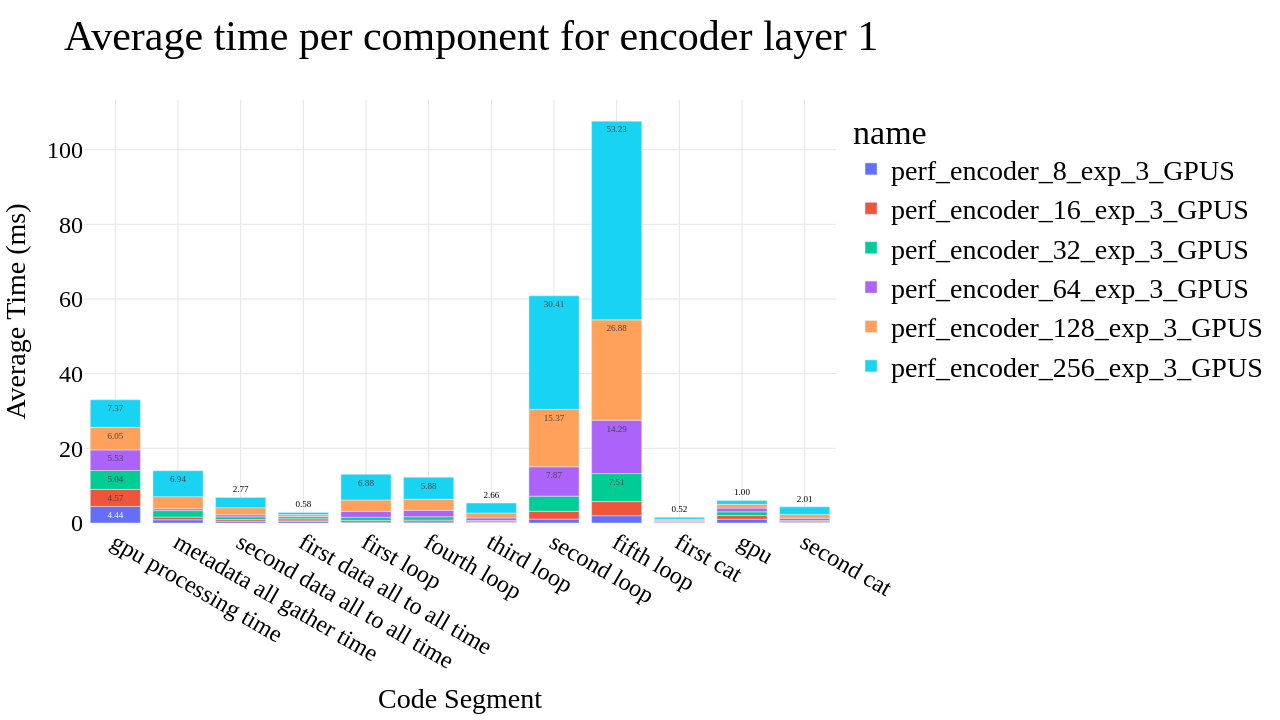 Average time per component for encoder layer 1
name
perf_encoder_8_exp_3_GPUS
perf_encoder_16_exp_3_GPUS
perf_encoder_32_exp_3_GPUS
perf_encoder_64_exp_3_GPUS
perf_encoder_128_exp_3_GPUS
perf_encoder_256_exp_3_GPUS
Average Time (ms)
100
80
60
40
20
0
7.37
6.05
5.53
5.04
4.57
4.44
6.94
2.77
0.58
6.88
5.88
2.66
30.41
15.37
7.87
53.23
26.88
14.29
7.51
0.52
1.00
2.01
gpu processing time
metadata all gather time
second data all to all time
first data all to all time
first loop
fourth loop
third loop
second loop
fifth loop
first cat
gpu
second cat
Code Segment